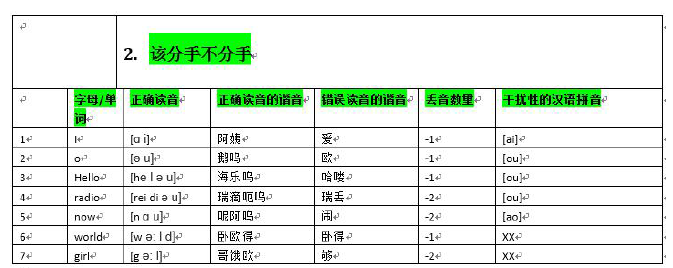 2. 该分手不分手
字母/单词 正确读音 正确读音的谐音 错误读音的谐音 丢音数量 干扰性的汉语拼音
1 I [ɑ i] 阿姨 爱 -1 [ai]
2 o [ə u] 鹅呜 欧 -1 [ou]
3 Hello [he l ə u] 海乐呜 哈喽 -1 [ou]
4 radio [rei di ə u] 瑞滴呃呜 瑞丢 -2 [ou]
5 now [n ɑ u] 呢阿呜 闹 -2 [ao]
6 world [w ə: l d] 卧欧得 卧得 -1 XX
7 girl [g ə: l] 哥饿欧 够 -2 XX